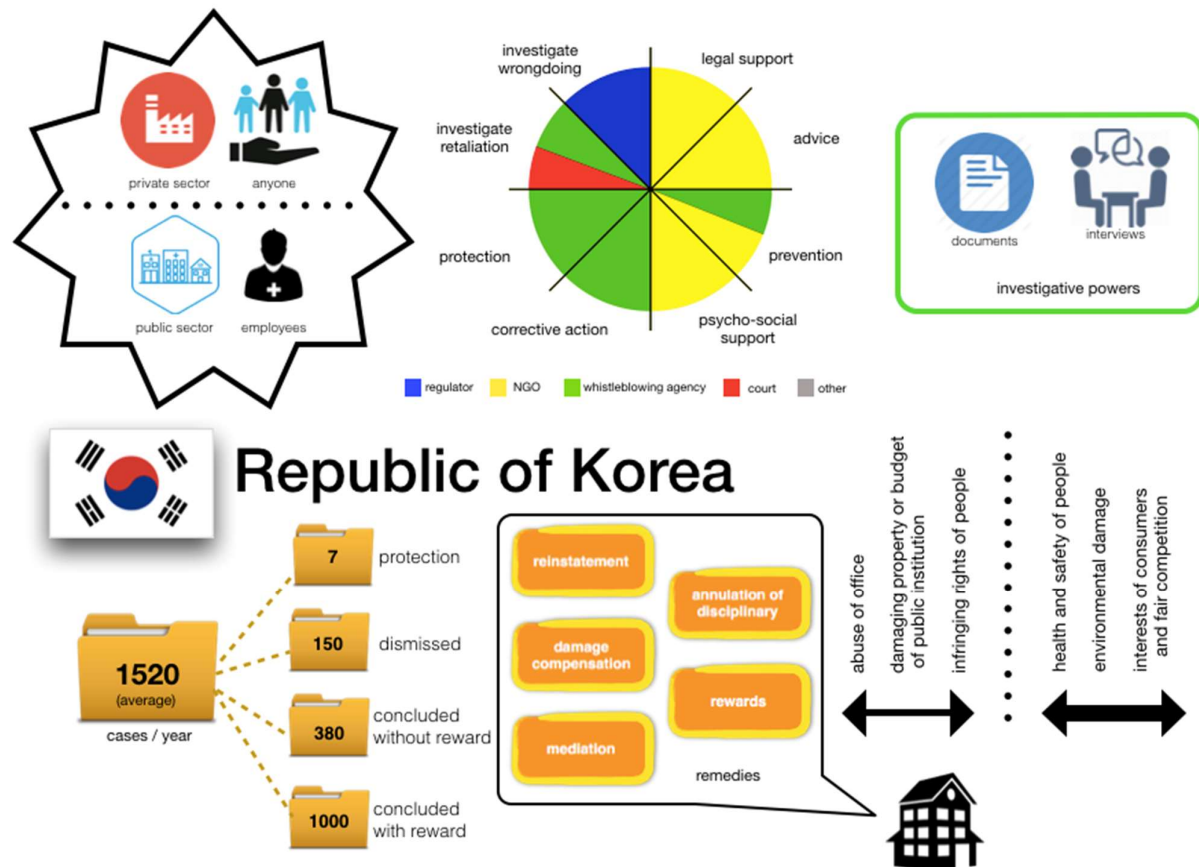 private sector
anyone
public sector
employees
investigate
wrongdoing
legal support
investigate
retaliation
advice
protection
prevention
corrective action
psycho-social
support
regulator
NGO
whistleblowing agency
court
other
documents
interviews
investigative powers
Republic of Korea
1520
(average)
cases / year
7
protection
150
dismissed
380
concluded
without reward
1000
concluded
with reward
reinstatement
annulation of
disciplinary
damage
compensation
rewards
mediation
remedies
abuse of office
damaging property or budget
of public institution
infringing rights of people
health and safety of people
environmental damage
interests of consumers
and fair competition